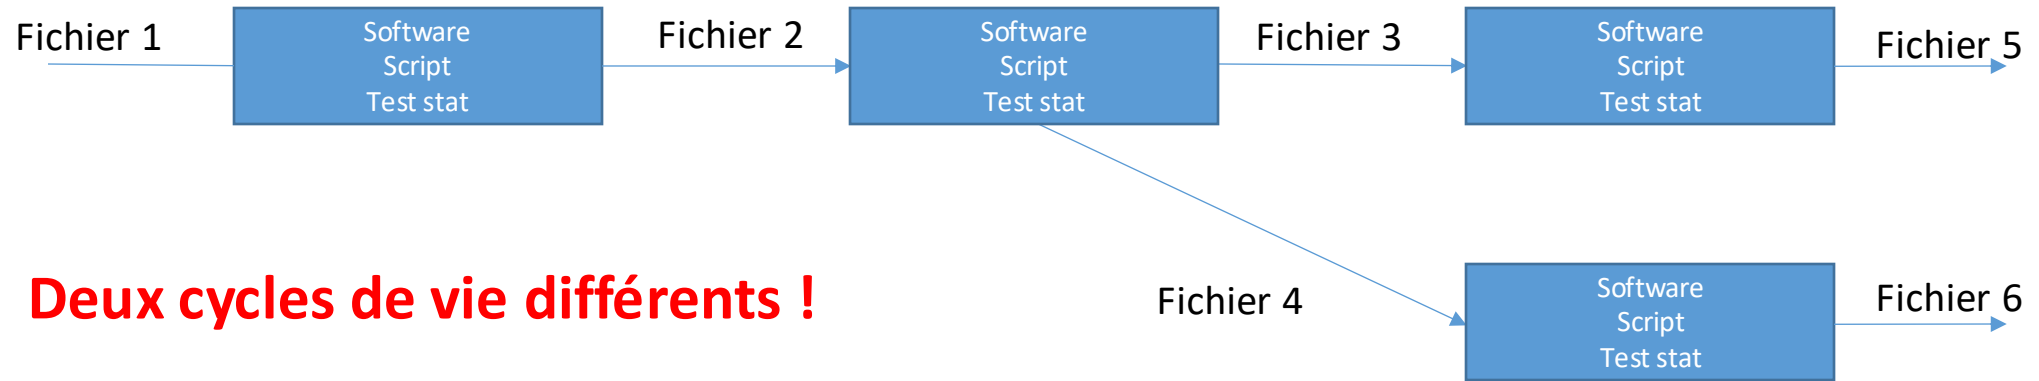 Fichier 1
Software
Script
Test stat
Fichier 2
Software
Script
Test stat
Fichier 3
Software
Script
Test stat
Fichier 5
Deux cycles de vie différents !
Fichier 4
Software
Script
Test stat
Fichier 6